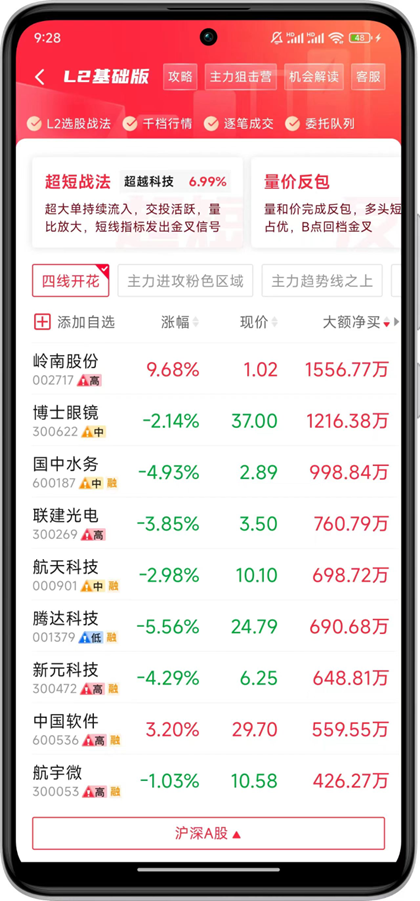 9:28
HD HD 48
L2基础版 攻略 主力狙击营 机会解读 客服
L2选股战法 千档行情 逐笔成交 委托队列
超短战法 超越科技 6.99%
超大单持续流入，交投活跃，量
比放大，短线指标发出金叉信号
量价反包
量和价完成反包，多头短
占优，B点回档金叉
四线开花 主力进攻粉色区域 主力趋势线之上
添加自选 涨幅 现价 大额净买
岭南股份 9.68% 1.02 1556.77万
002717 高
博士眼镜 -2.14% 37.00 1216.38万
300622 中
国中水务 -4.93% 2.89 998.84万
600187 中 融
联建光电 -3.85% 3.50 760.79万
300269 高
航天科技 -2.98% 10.10 698.72万
000901 中 融
腾达科技 -5.56% 24.79 690.68万
001379 低 融
新元科技 -4.29% 6.25 648.81万
300472 高 融
中国软件 3.20% 29.70 559.55万
600536 高 融
航宇微 -1.03% 10.58 426.27万
300053 高 融
沪深A股